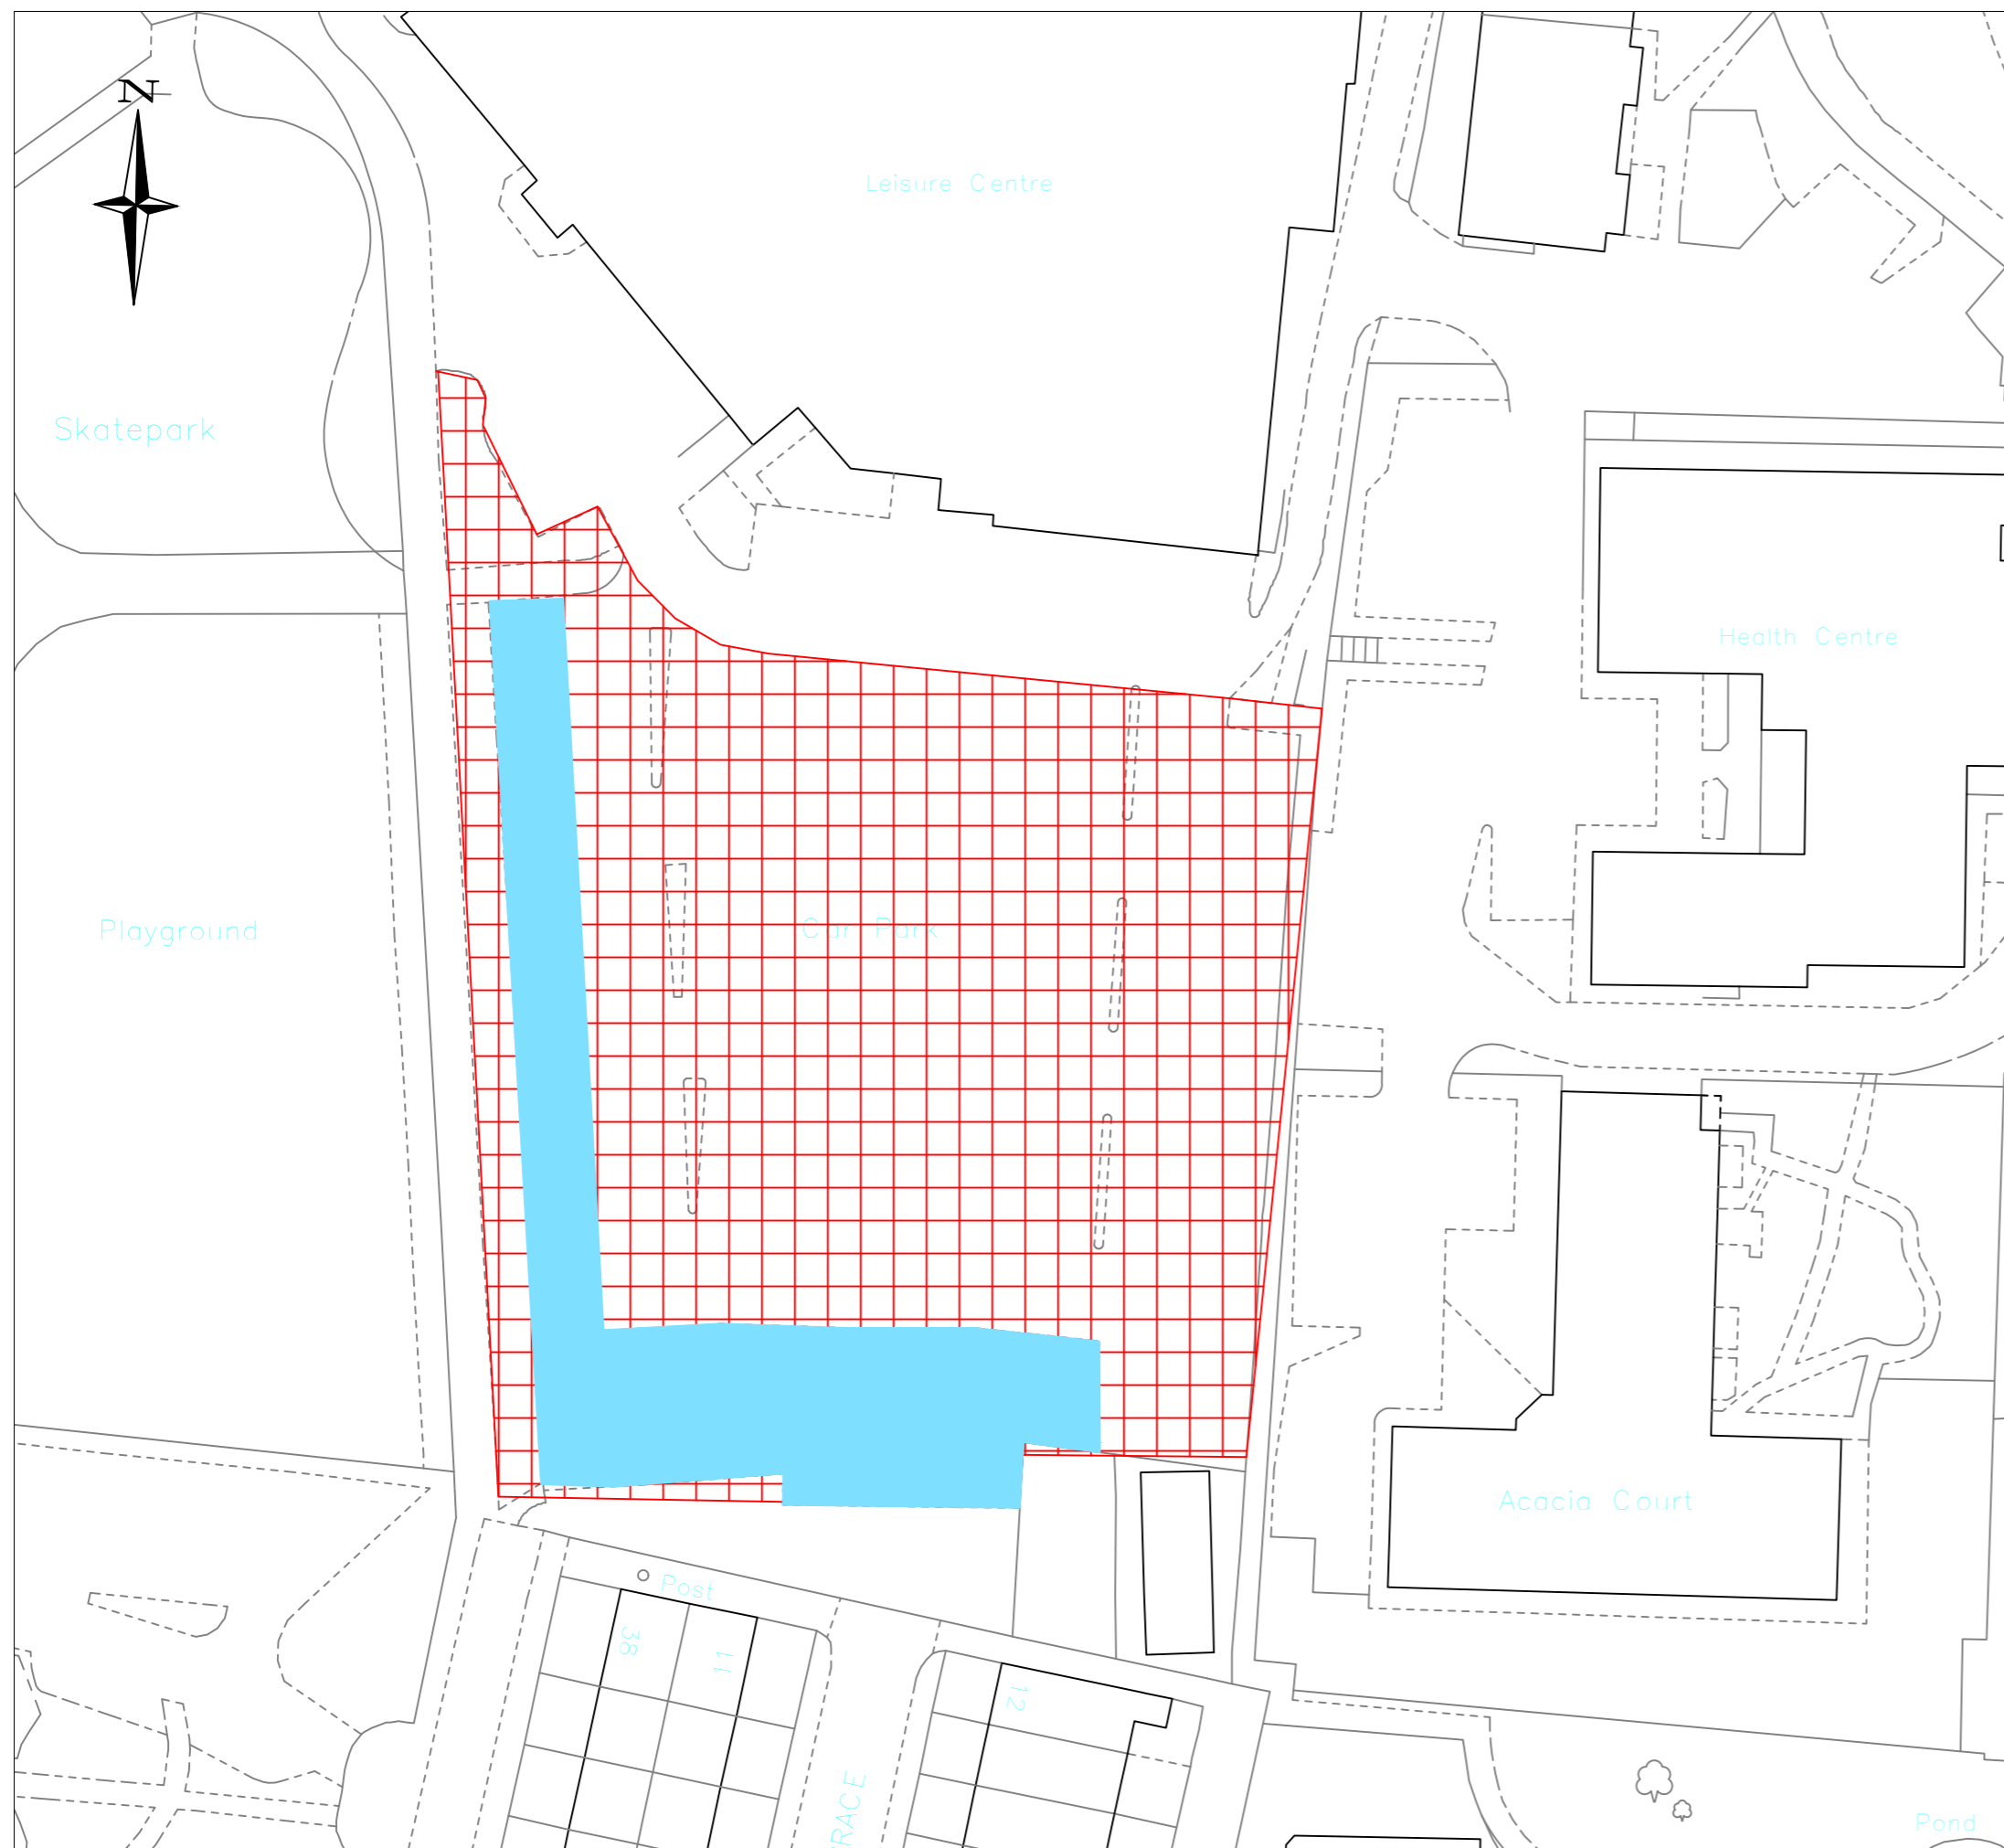 N
Leisure Centre
Skatepark
Health Centre
Car Park
Playground
Acacia Court
Post
38
11
12
RACE
Pond